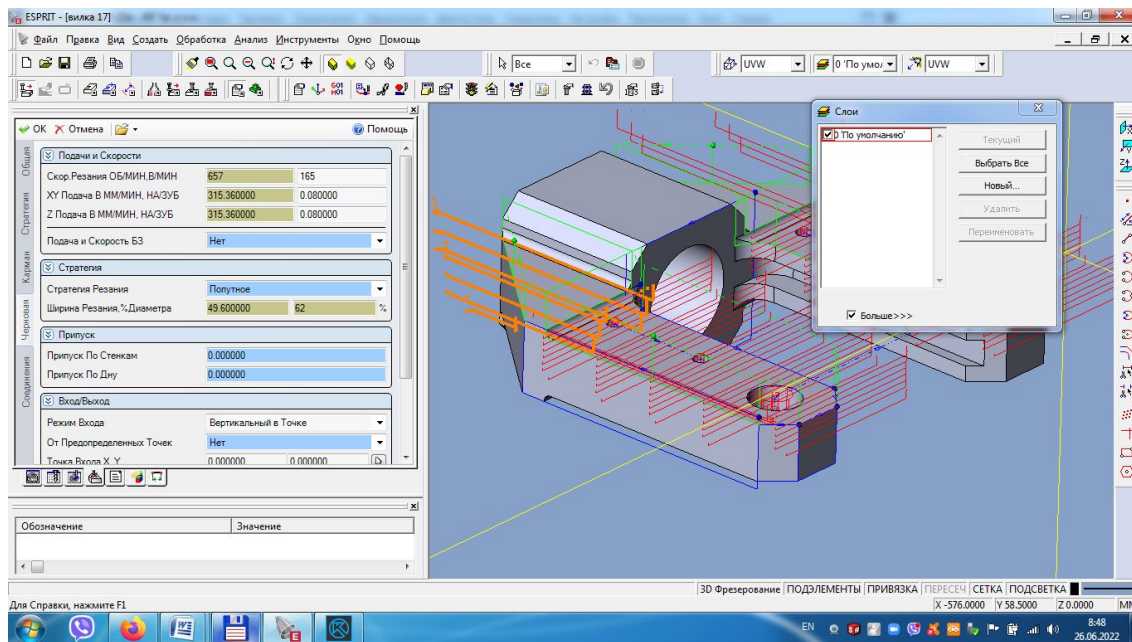 ESPRIT - [вилка 17]
Файл Правка Вид Создать Обработка Анализ Инструменты Окно Помощь
Все UVW 0 'По умол UVW
OK Отмена Помощь
Общая
Стратегия
Карман
Черновая
Соединения
Подачи и Скорости
Скор.Резания ОБ/МИН,В/МИН 657 165
XY Подача В ММ/МИН, НА/ЗУБ 315.360000 0.080000
Z Подача В ММ/МИН, НА/ЗУБ 315.360000 0.080000
Подача и Скорость БЗ Нет
Стратегия
Стратегия Резания Попутное
Ширина Резания,%Диаметра 49.600000 62 %
Припуск
Припуск По Стенкам 0.000000
Припуск По Дну 0.000000
Вход/Выход
Режим Входа Вертикальный в Точке
От Предопределенных Точек Нет
Точка Входа X, Y 0.000000 0.000000
Обозначение Значение
Слои
0 'По умолчанию'
Текущий
Выбрать Все
Новый...
Удалить
Переименовать
Больше>>>
3D Фрезерование ПОДЭЛЕМЕНТЫ ПРИВЯЗКА ПЕРЕСЕЧ СЕТКА ПОДСВЕТКА
Для Справки, нажмите F1
X -576.0000 Y 58.5000 Z 0.0000
EN 8:48
26.06.2022